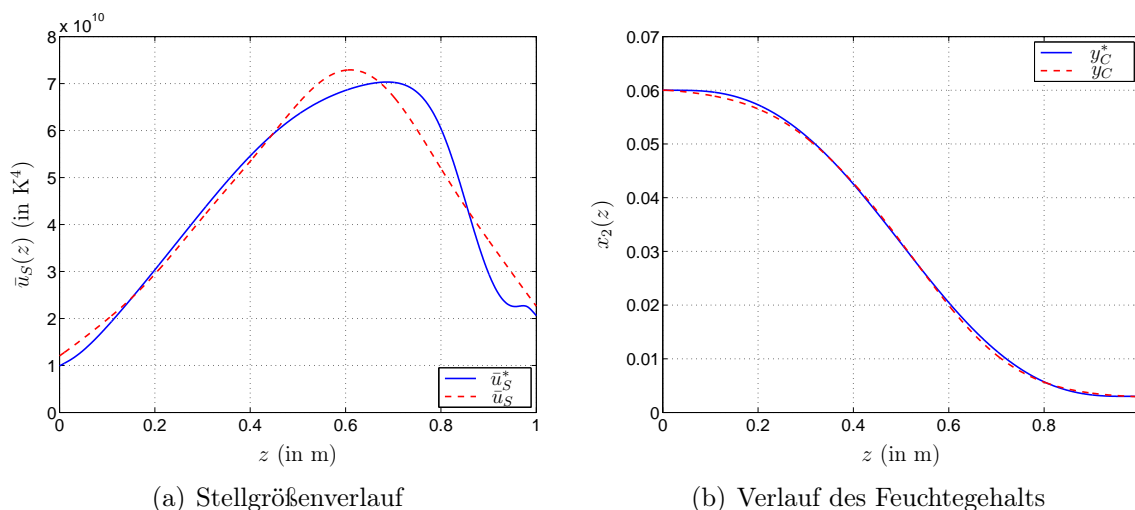 x 10^10
8
7
6
5
4
3
2
1
0
0 0.2 0.4 0.6 0.8 1
ū_S(z) (in K^4)
z (in m)
ū_S^*
ū_S
(a) Stellgrößenverlauf
0.07
0.06
0.05
0.04
0.03
0.02
0.01
0
0 0.2 0.4 0.6 0.8
x_2(z)
z (in m)
y_C^*
y_C
(b) Verlauf des Feuchtegehalts